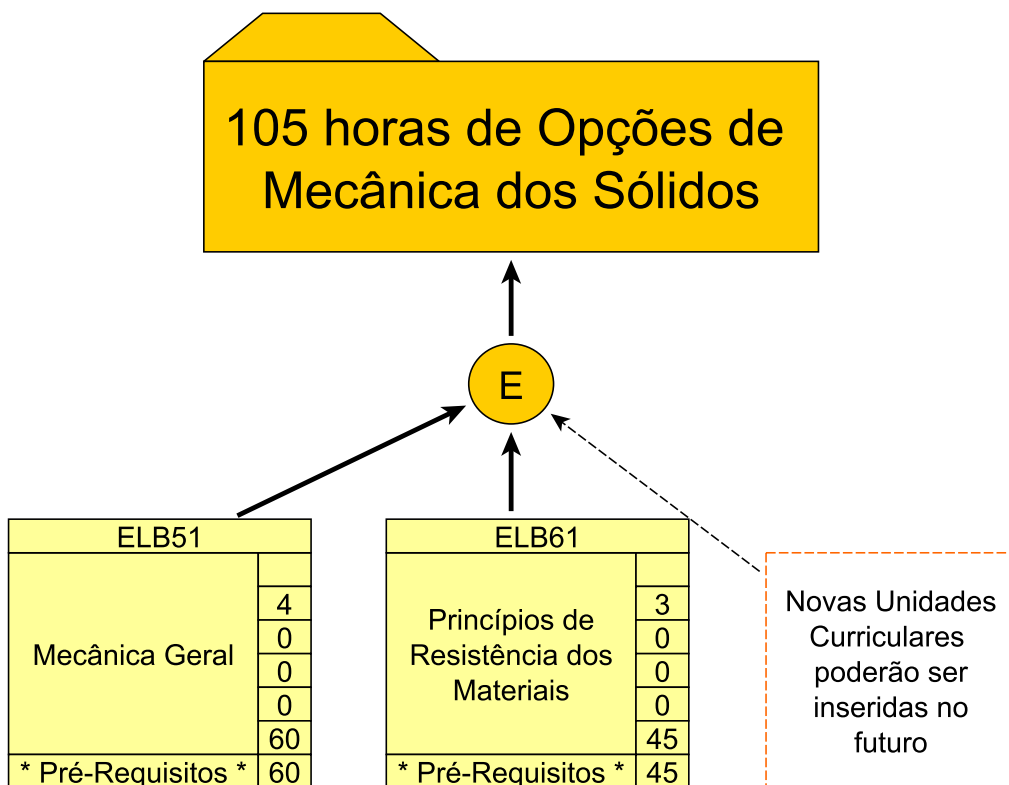 105 horas de Opções de
Mecânica dos Sólidos
E
ELB51
Mecânica Geral
4
0
0
0
60
* Pré-Requisitos *
60
ELB61
Princípios de
Resistência dos
Materiais
3
0
0
0
45
* Pré-Requisitos *
45
Novas Unidades
Curriculares
poderão ser
inseridas no
futuro